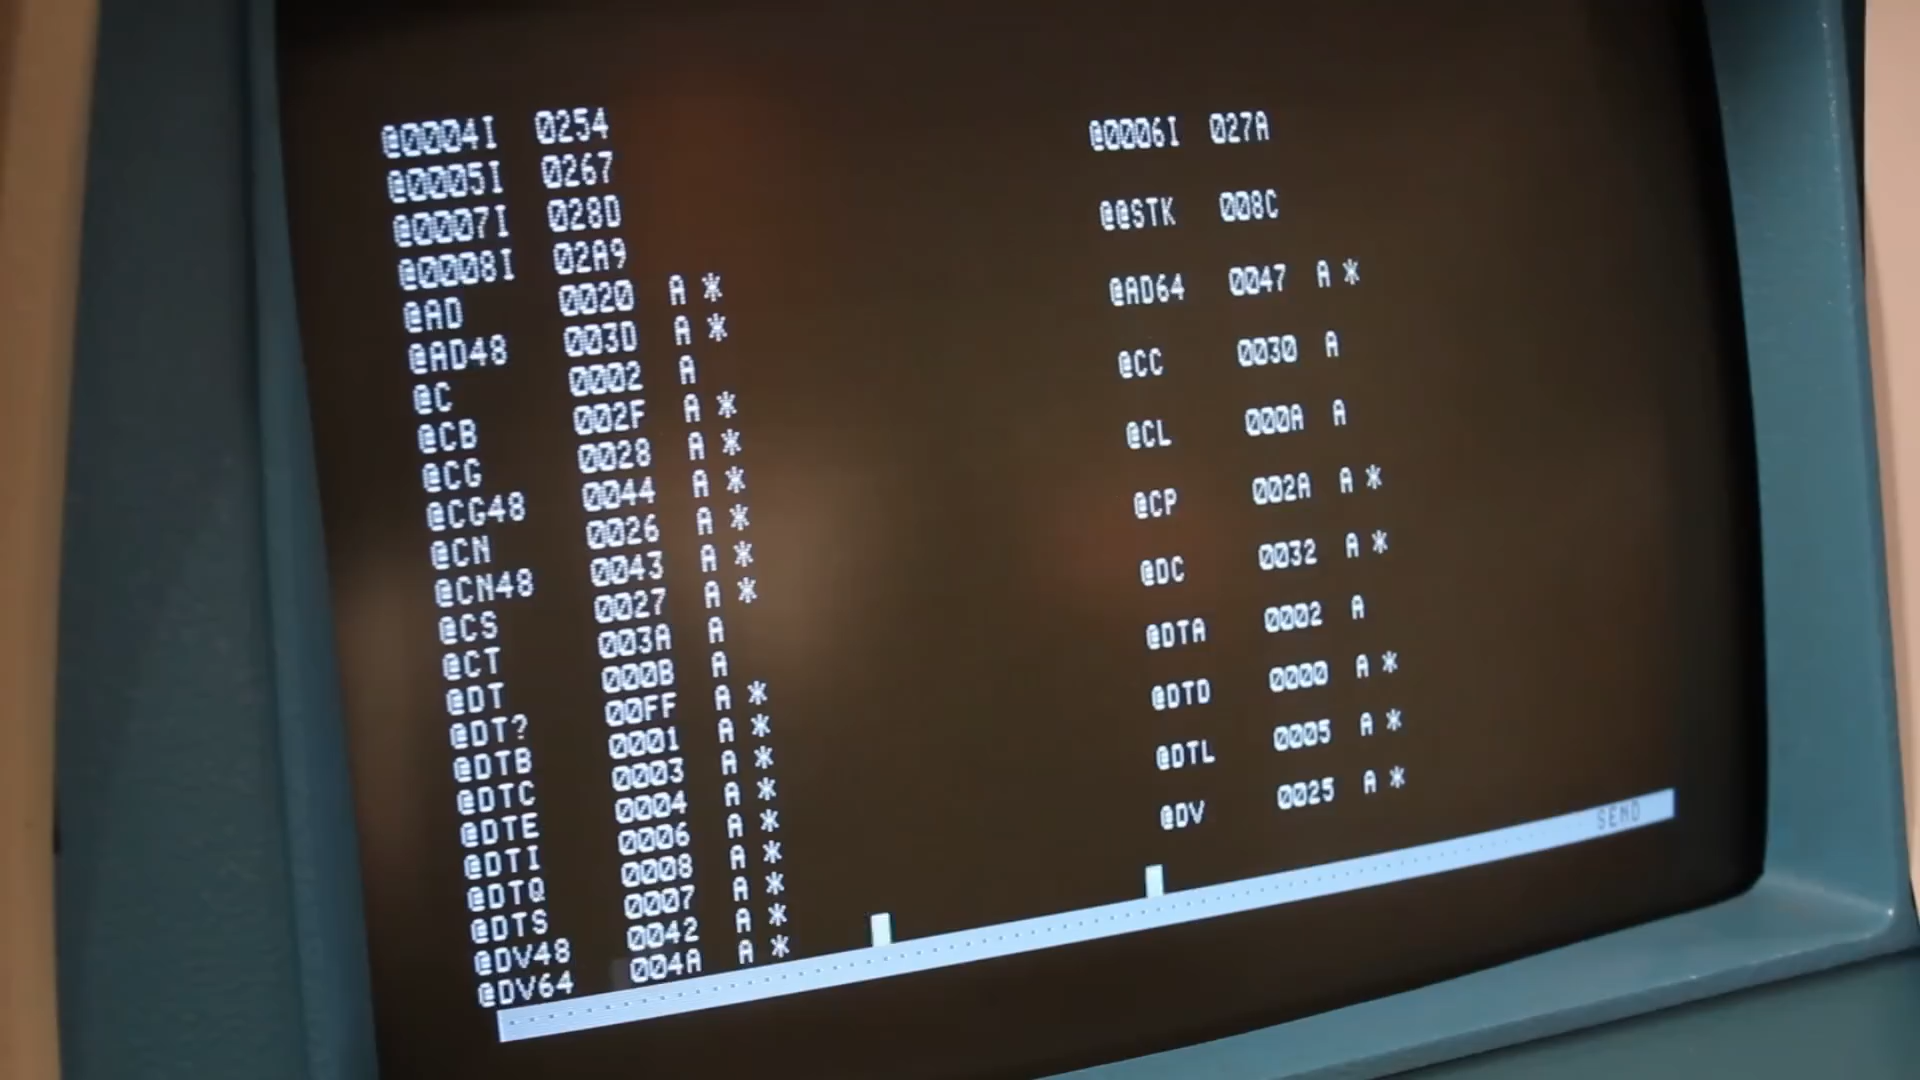 @0004I 0254
@0005I 0267
@0007I 028D
@0008I 02A9
@AD 0020 A *
@AD48 003D A *
@C 0002 A
@CB 002F A *
@CG 0028 A *
@CG48 0044 A *
@CN 0026 A *
@CN48 0043 A *
@CS 0027 A *
@CT 003A A
@DT 000B A
@DT? 00FF A *
@DTB 0001 A *
@DTC 0003 A *
@DTE 0004 A *
@DTI 0006 A *
@DTQ 0008 A *
@DTS 0007 A *
@DV48 0042 A *
@DV64 004A A *
@0006I 027A
@@STK 008C
@AD64 0047 A *
@CC 0030 A
@CL 000A A
@CP 002A A *
@DC 0032 A *
@DTA 0002 A
@DTD 0000 A *
@DTL 0005 A *
@DV 0025 A *
SEND